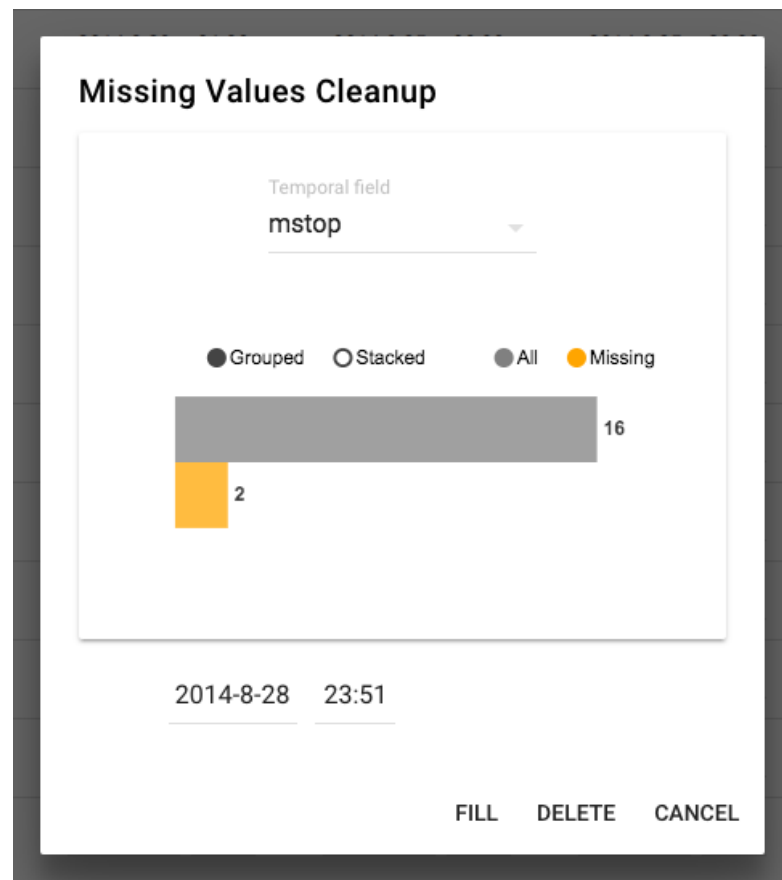 Missing Values Cleanup
Temporal field
mstop
Grouped Stacked All Missing
16
2
2014-8-28 23:51
FILL DELETE CANCEL